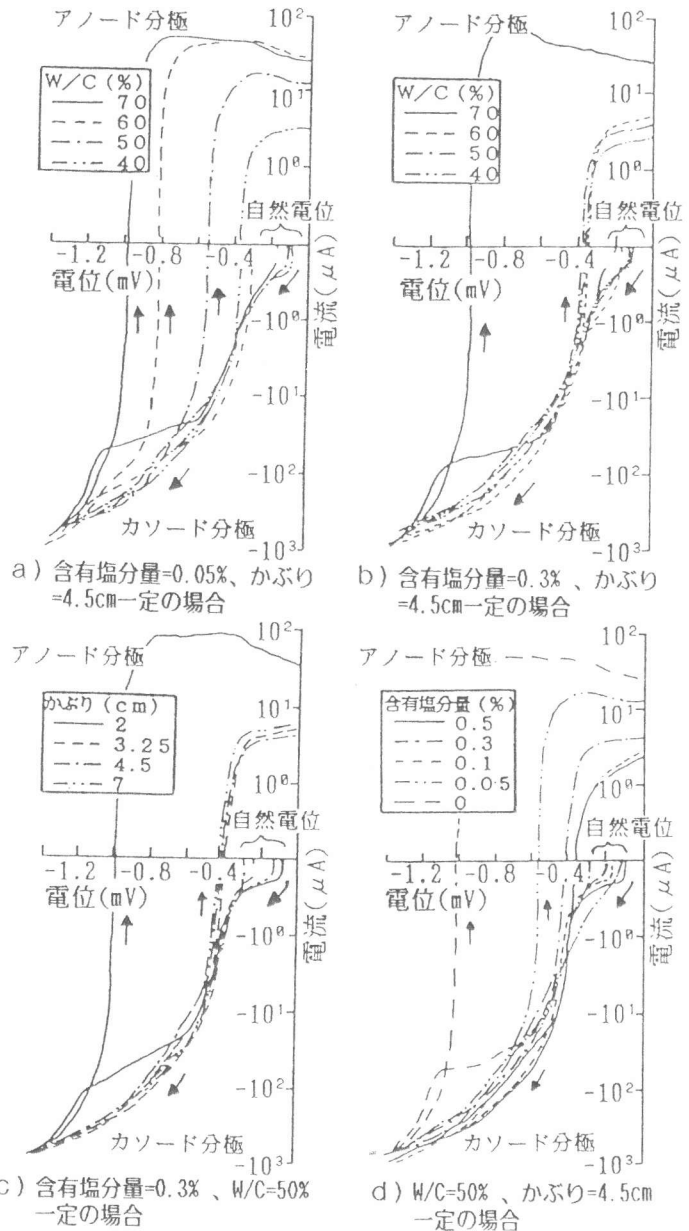 アノード分極
10²
W/C(%)
70
60
50
40
10¹
10⁰
自然電位
-1.2 -0.8 -0.4
電位(mV)
電流(μA)
-10⁰
-10¹
-10²
カソード分極
-10³
a) 含有塩分量=0.05%、かぶり
=4.5cm一定の場合
アノード分極
10²
W/C(%)
70
60
50
40
10¹
10⁰
自然電位
-1.2 -0.8 -0.4
電位(mV)
電流(μA)
-10⁰
-10¹
-10²
カソード分極
-10³
b) 含有塩分量=0.3% 、かぶり
=4.5cm一定の場合
アノード分極
10²
かぶり(cm)
2
3.25
4.5
7
10¹
10⁰
自然電位
-1.2 -0.8 -0.4
電位(mV)
電流(μA)
-10⁰
-10¹
-10²
カソード分極
-10³
c) 含有塩分量=0.3% 、W/C=50%
一定の場合
アノード分極
10²
含有塩分量(%)
0.5
0.3
0.1
0.05
0
10¹
10⁰
自然電位
-1.2 -0.8 -0.4
電位(mV)
電流(μA)
-10⁰
-10¹
-10²
カソード分極
-10³
d) W/C=50% 、かぶり=4.5cm
一定の場合